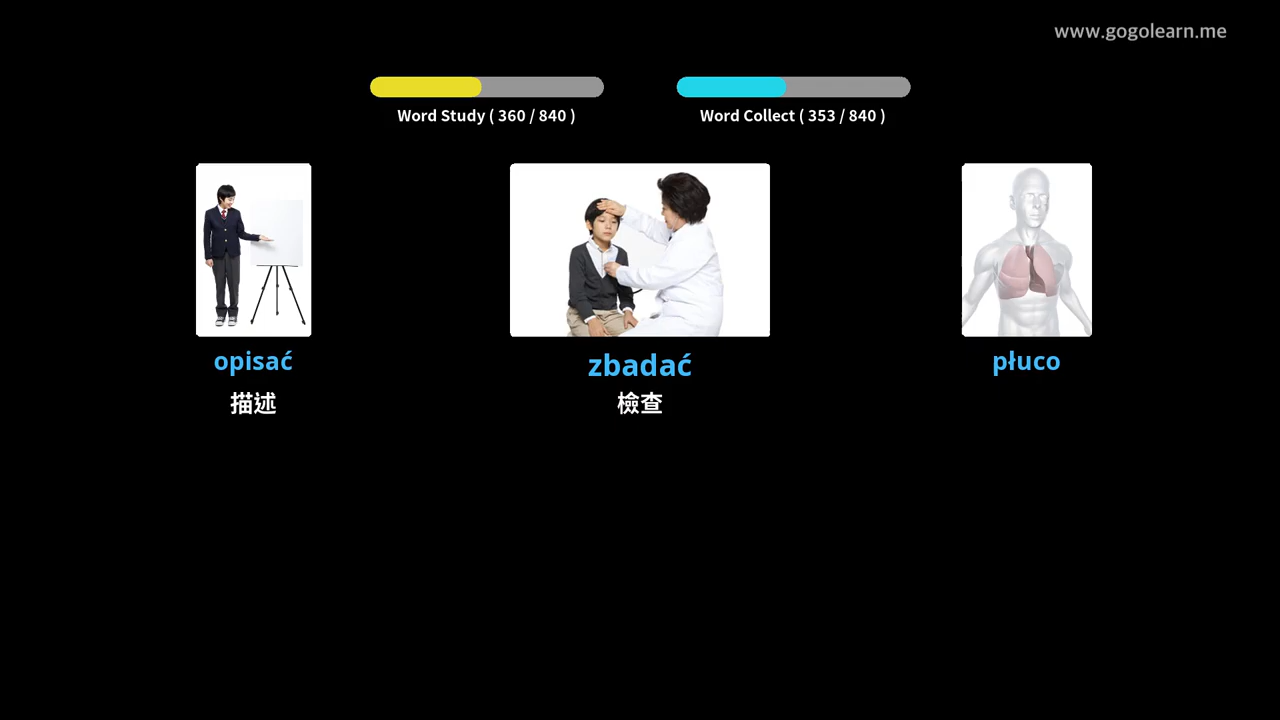 www.gogolearn.me
Word Study ( 360 / 840 )
Word Collect ( 353 / 840 )
opisać
描述
zbadać
檢查
płuco